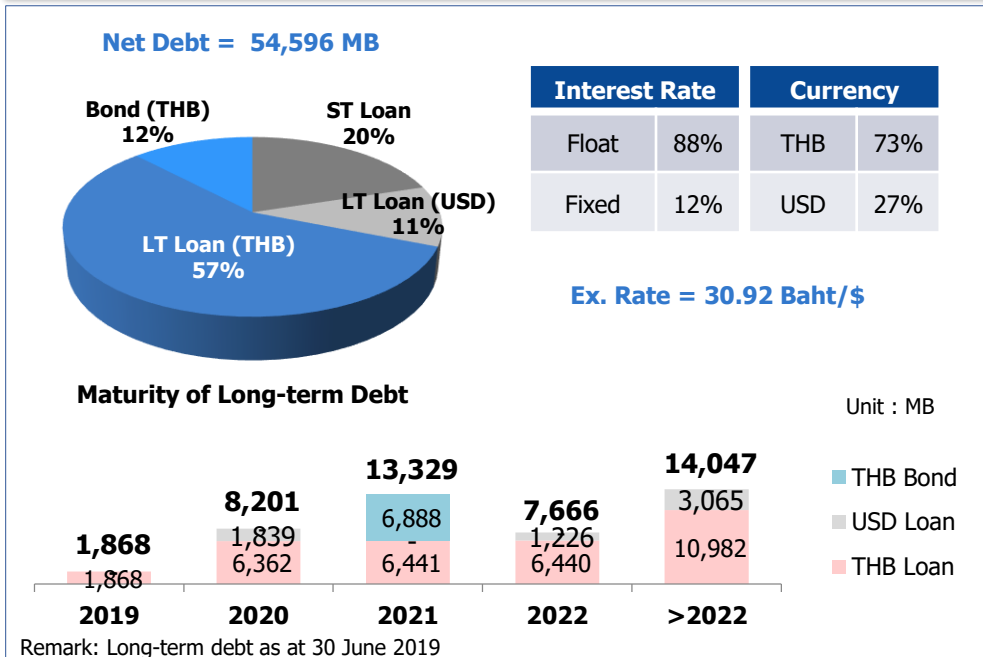 Net Debt =  54,596 MB
Bond (THB)
12%
ST Loan
20%
LT Loan (USD)
11%
LT Loan (THB)
57%
Interest Rate
Float 88%
Fixed 12%
Currency
THB 73%
USD 27%
Ex. Rate = 30.92 Baht/$
Maturity of Long-term Debt
Unit : MB
1,868
1,868
2019
8,201
1,839
6,362
2020
13,329
6,888
-
6,441
2021
7,666
1,226
6,440
2022
14,047
3,065
10,982
>2022
THB Bond
USD Loan
THB Loan
Remark: Long-term debt as at 30 June 2019